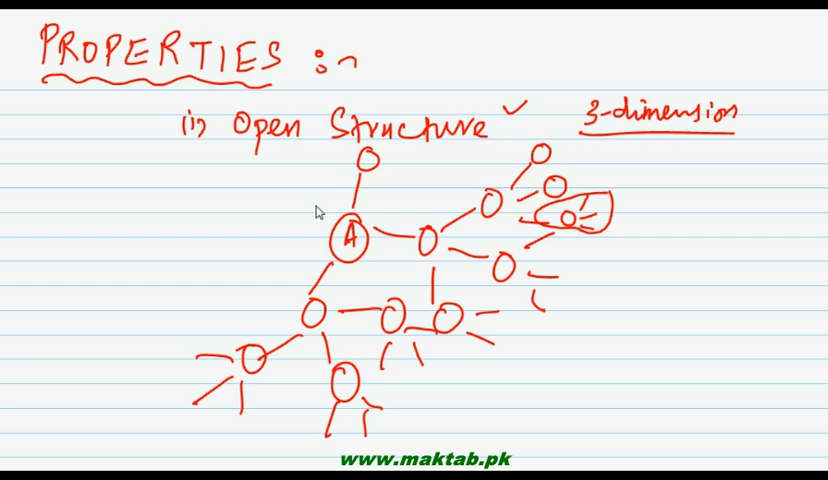 PROPERTIES :~
(i) Open Structure ✓ 3-dimension
A
www.maktab.pk